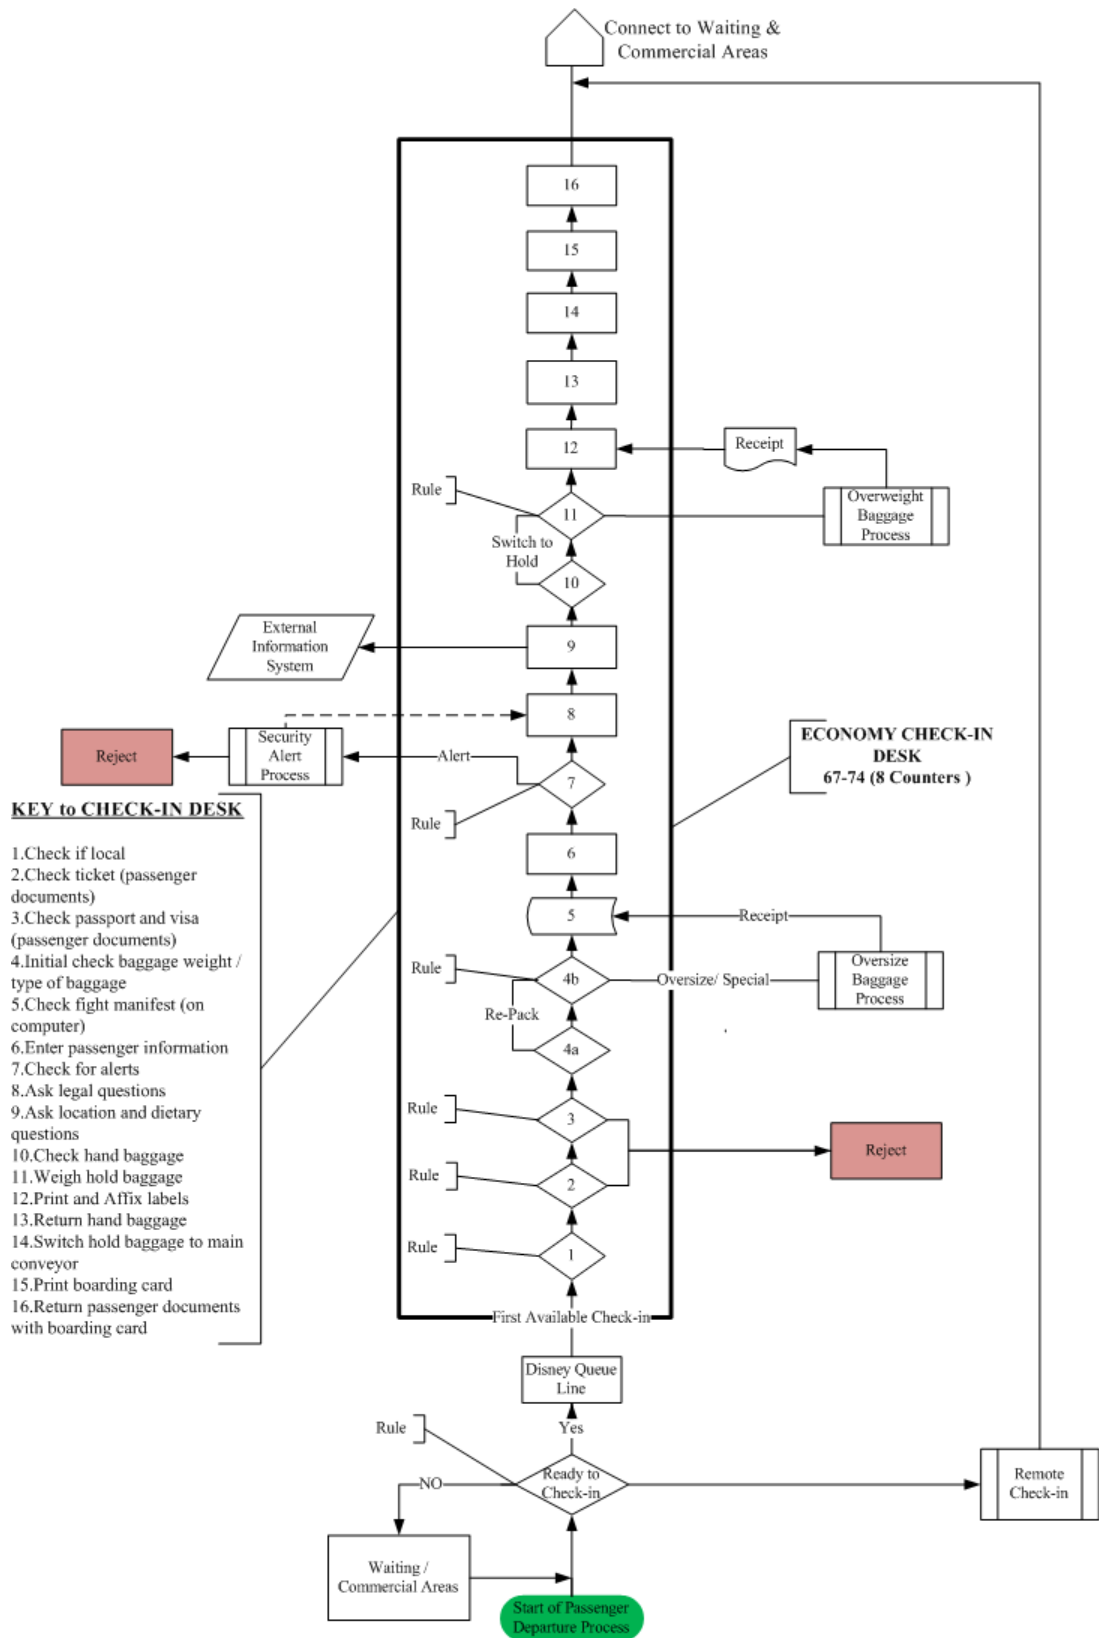 Connect to Waiting &
Commercial Areas
16
15
14
13
12
Receipt
Rule
11
Overweight
Baggage
Process
Switch to
Hold
10
External
Information
System
9
8
Security
Alert
Process
Reject
Alert
7
Rule
ECONOMY CHECK-IN
DESK
67-74 (8 Counters )
KEY to CHECK-IN DESK
1.Check if local
2.Check ticket (passenger
documents)
3.Check passport and visa
(passenger documents)
4.Initial check baggage weight /
type of baggage
5.Check fight manifest (on
computer)
6.Enter passenger information
7.Check for alerts
8.Ask legal questions
9.Ask location and dietary
questions
10.Check hand baggage
11.Weigh hold baggage
12.Print and Affix labels
13.Return hand baggage
14.Switch hold baggage to main
conveyor
15.Print boarding card
16.Return passenger documents
with boarding card
6
5
Receipt
Rule
4b
Oversize/ Special
Oversize
Baggage
Process
Re-Pack
4a
Rule
3
Reject
Rule
2
Rule
1
First Available Check-in
Disney Queue
Line
Yes
Rule
Ready to
Check-in
NO
Remote
Check-in
Waiting /
Commercial Areas
Start of Passenger
Departure Process